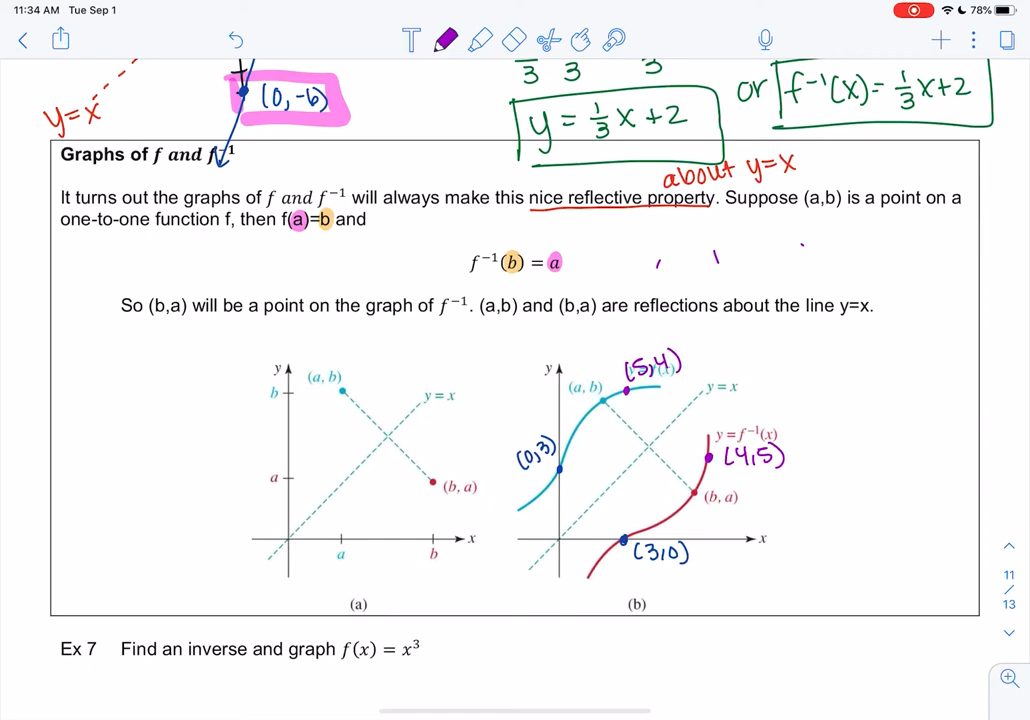 11:34 AM Tue Sep 1
78%
T
y=x
(0, -6)
3 3 3
y = 1/3 x + 2
or f⁻¹(x) = 1/3 x + 2
Graphs of f and f⁻¹
about y=x
It turns out the graphs of f and f⁻¹ will always make this nice reflective property. Suppose (a,b) is a point on a
one-to-one function f, then f(a)=b and
f⁻¹(b) = a
So (b,a) will be a point on the graph of f⁻¹. (a,b) and (b,a) are reflections about the line y=x.
y
(a, b)
b
y = x
a
(b, a)
x
a
b
(a)
y
(5,4)
(a, b)
y = x
y = f⁻¹(x)
(0,3)
(4,5)
(b, a)
x
(3,0)
(b)
Ex 7 Find an inverse and graph f(x) = x³
11
/
13